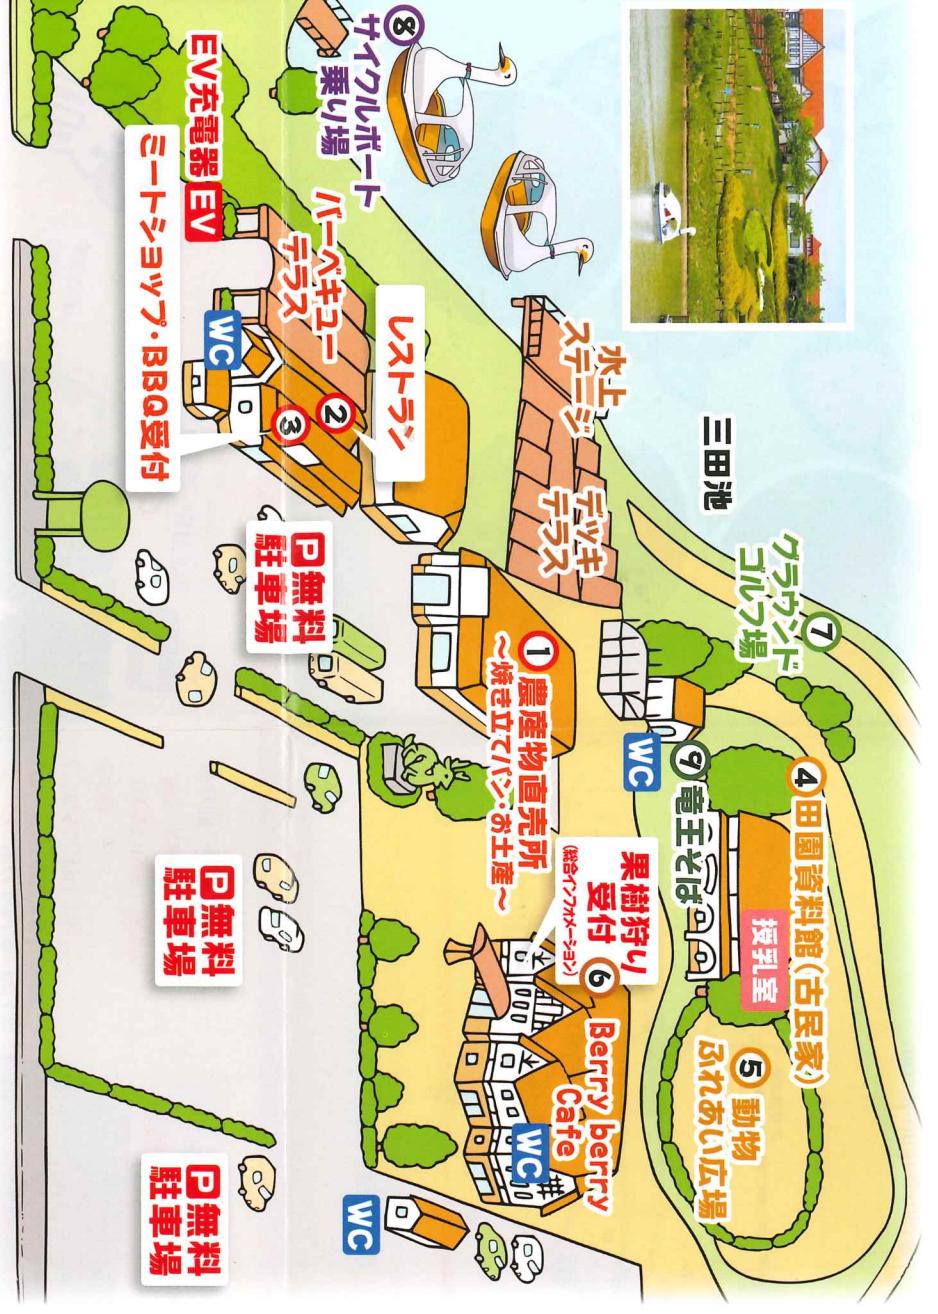 ⑧サイクルボート
乗り場
EV充電器 EV
ミートショップ・BBQ受付
バーベキュー
テラス
WC
③
②
レストラン
水上
ステージ
デッキ
テラス
三田池
⑦
グラウンド
ゴルフ場
P無料
駐車場
①農産物直売所
～焼き立てパン・お土産～
WC
⑨竜王そば
④田園資料館(古民家)
授乳室
⑤動物
ふれあい広場
果樹狩り
受付
(総合インフォメーション)
⑥Berry berry
Cafe
WC
WC
P無料
駐車場
P無料
駐車場